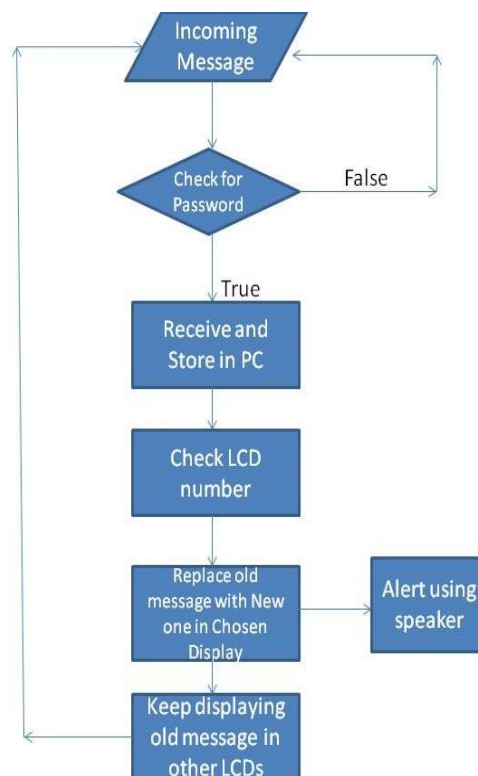 Incoming
Message
Check for
Password
False
True
Receive and
Store in PC
Check LCD
number
Replace old
message with New
one in Chosen
Display
Alert using
speaker
Keep displaying
old message in
other LCDs